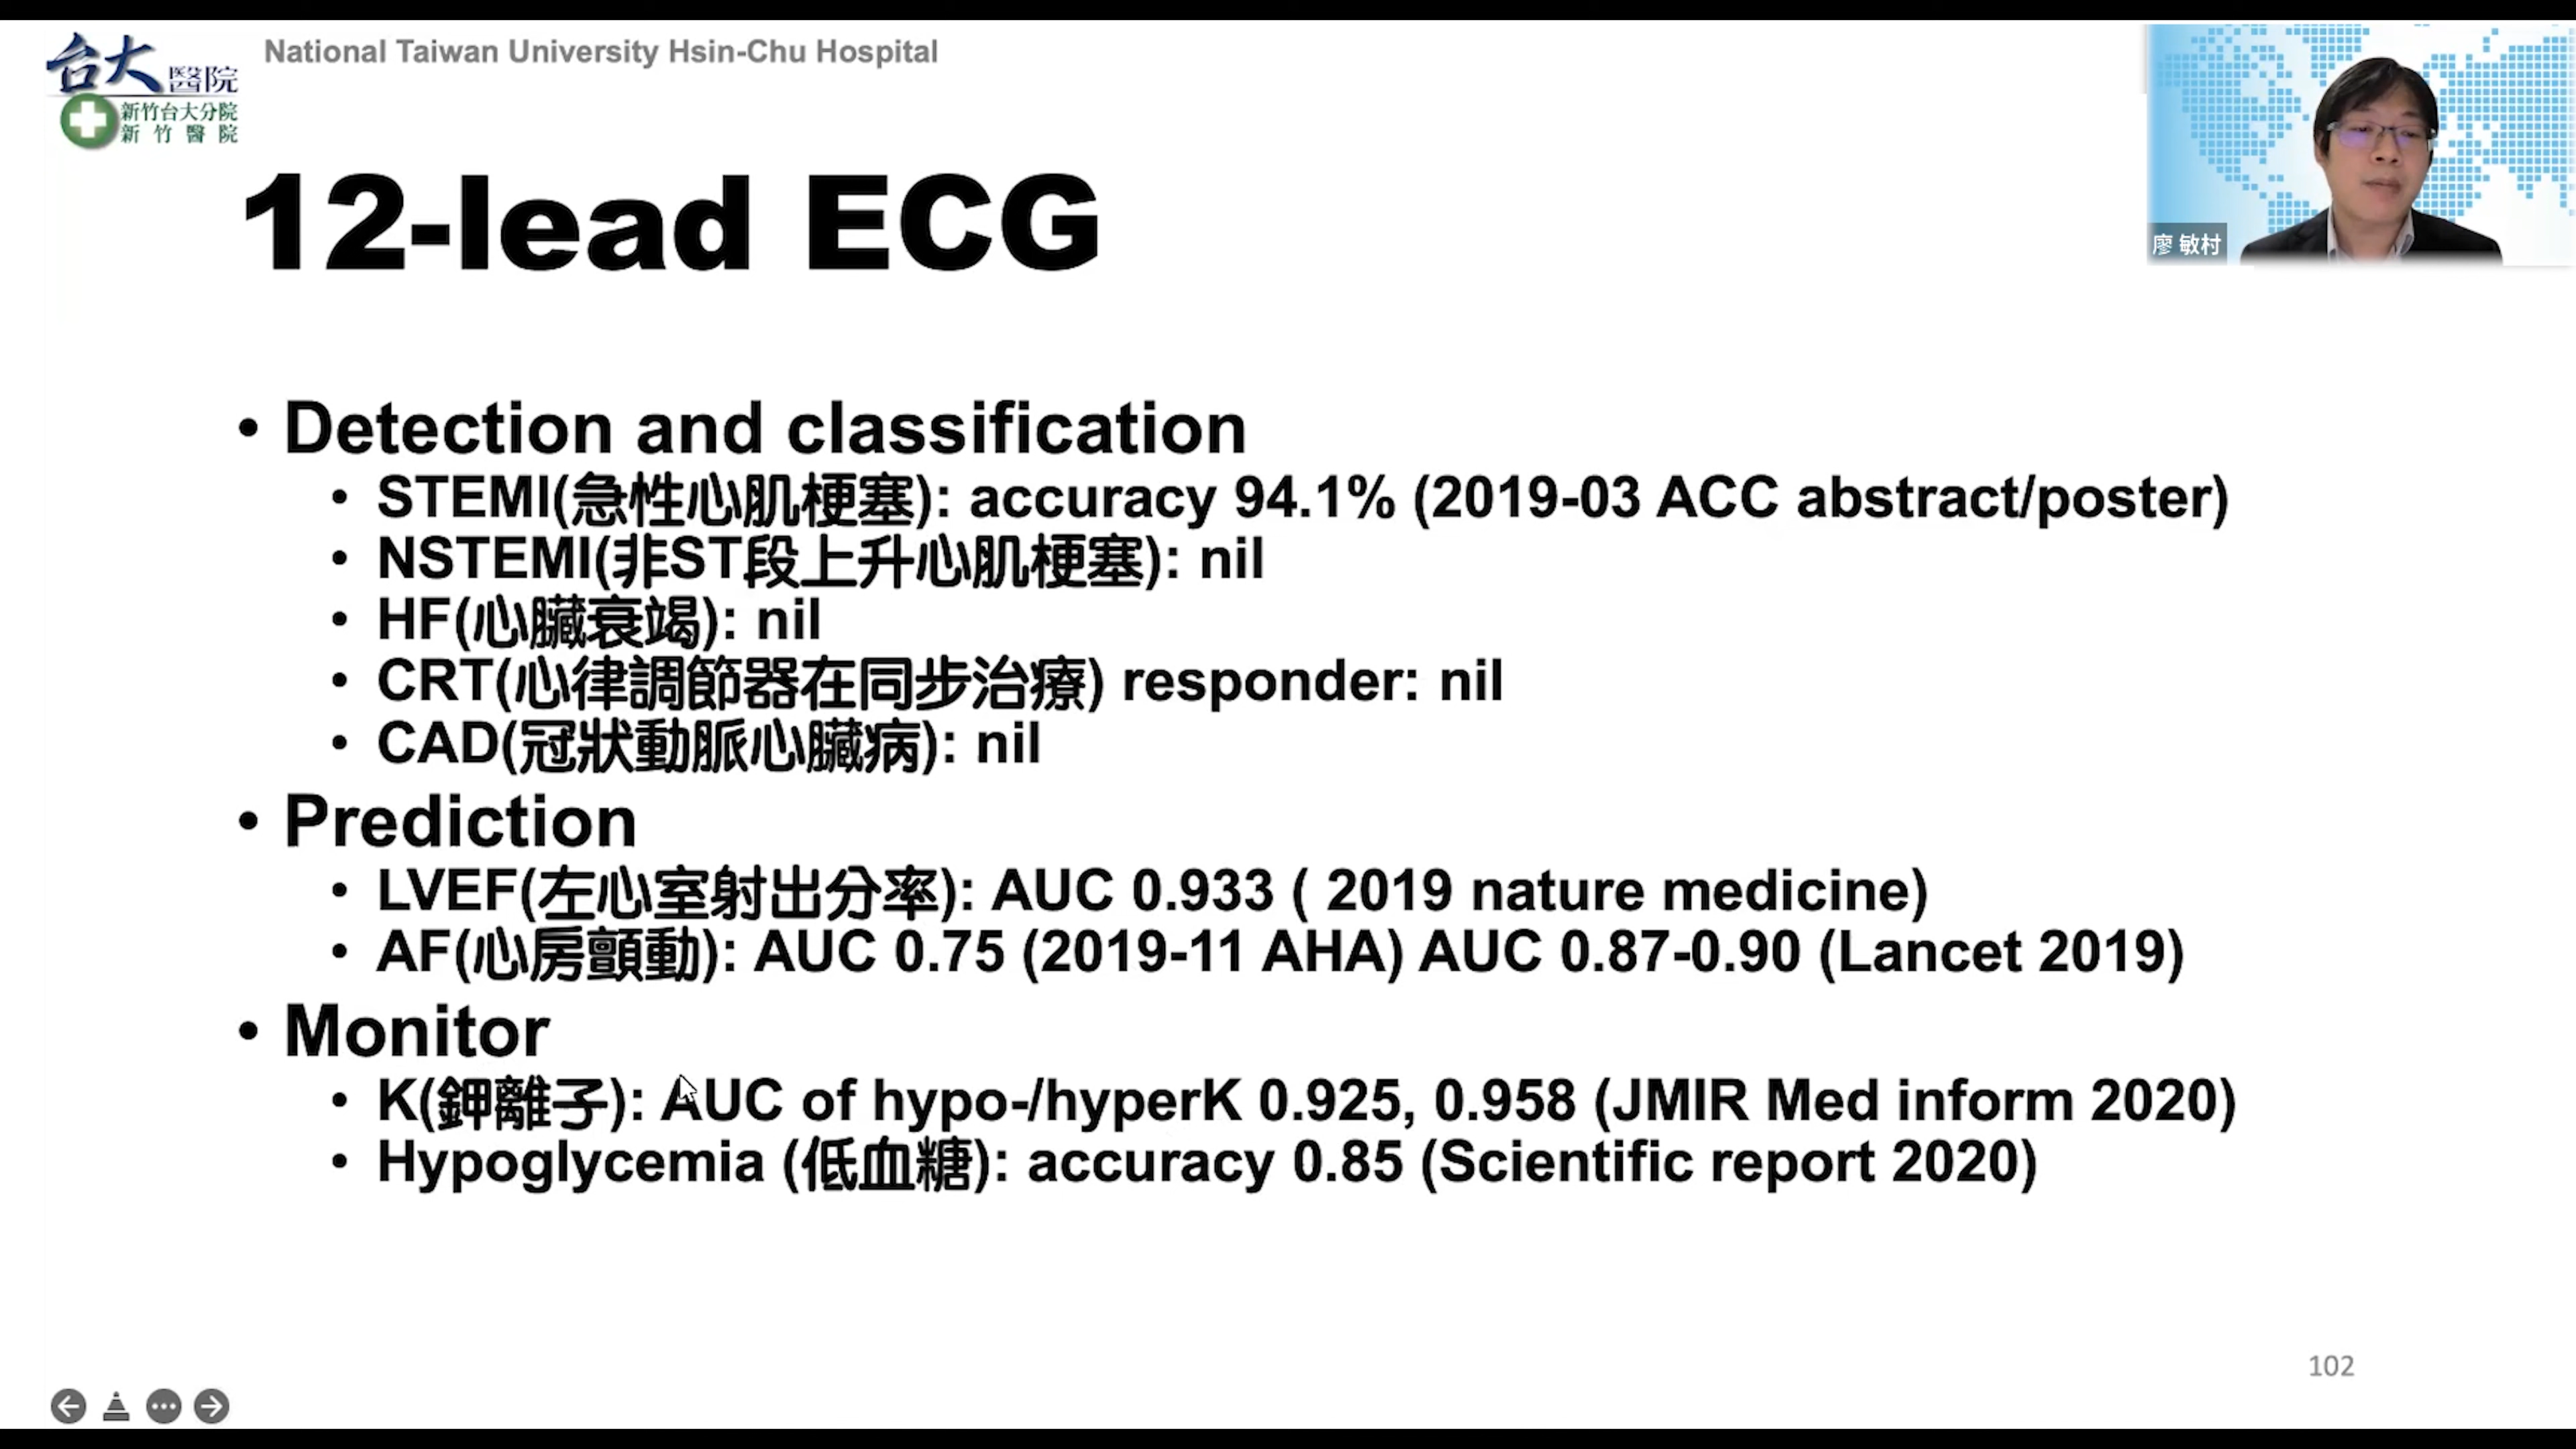 台大醫院
新竹台大分院
新竹醫院
National Taiwan University Hsin-Chu Hospital
廖 敏村
12-lead ECG
• Detection and classification
• STEMI(急性心肌梗塞): accuracy 94.1% (2019-03 ACC abstract/poster)
• NSTEMI(非ST段上升心肌梗塞): nil
• HF(心臟衰竭): nil
• CRT(心律調節器在同步治療) responder: nil
• CAD(冠狀動脈心臟病): nil
• Prediction
• LVEF(左心室射出分率): AUC 0.933 ( 2019 nature medicine)
• AF(心房顫動): AUC 0.75 (2019-11 AHA) AUC 0.87-0.90 (Lancet 2019)
• Monitor
• K(鉀離子): AUC of hypo-/hyperK 0.925, 0.958 (JMIR Med inform 2020)
• Hypoglycemia (低血糖): accuracy 0.85 (Scientific report 2020)
102